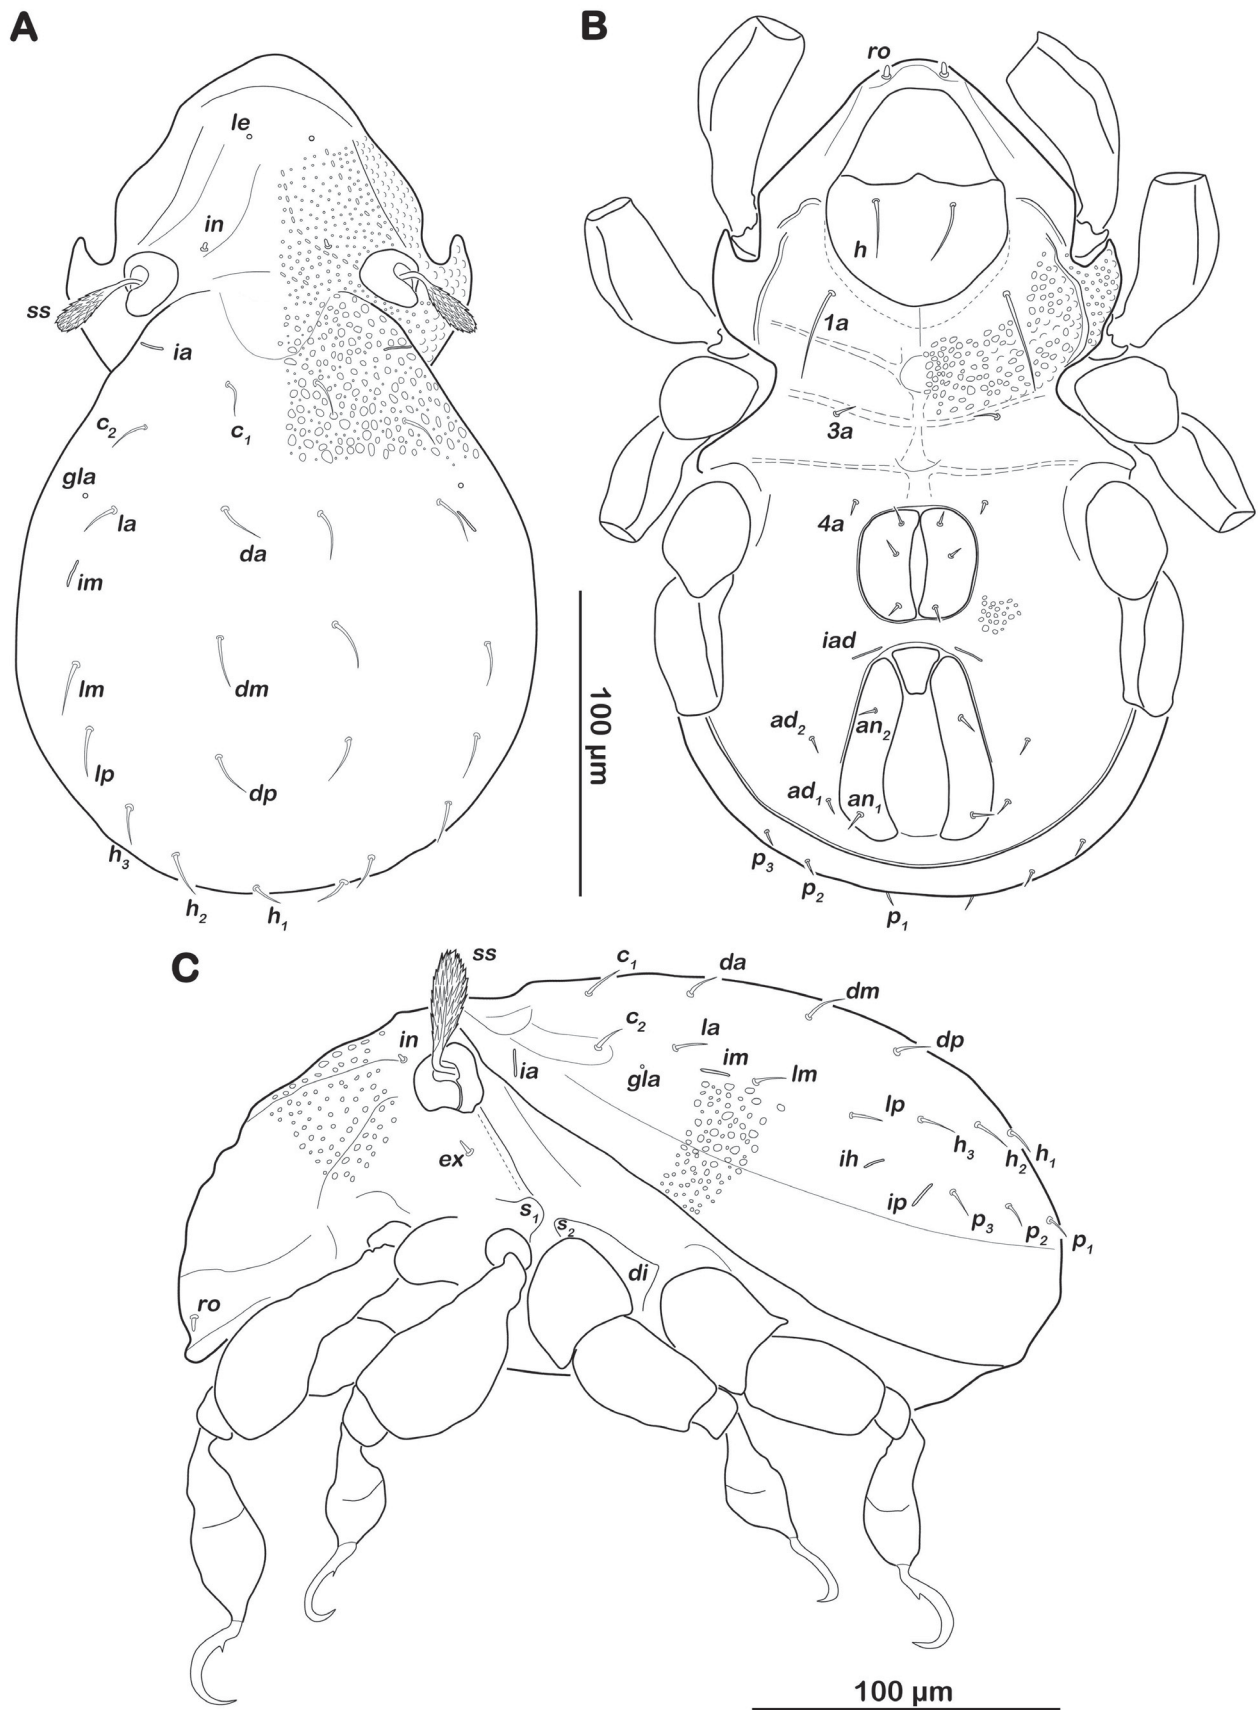 A
le
in
ss
ia
c2
c1
gla
la
da
im
lm
dm
lp
dp
h3
h2
h1
B
ro
h
1a
3a
4a
iad
ad2
an2
ad1
an1
p3
p2
p1
100 µm
C
ss
c1
da
dm
in
c2
la
dp
ia
gla
im
lm
lp
h3
h2
h1
ex
ih
ip
p3
p2
p1
s1
s2
di
ro
100 µm